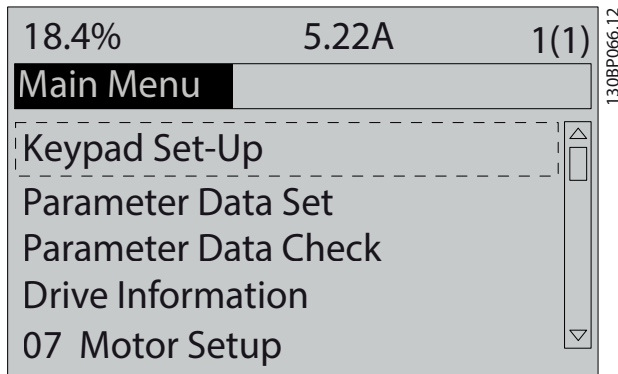 18.4% 5.22A 1(1)
Main Menu
Keypad Set-Up
Parameter Data Set
Parameter Data Check
Drive Information
07 Motor Setup
130BP066.12